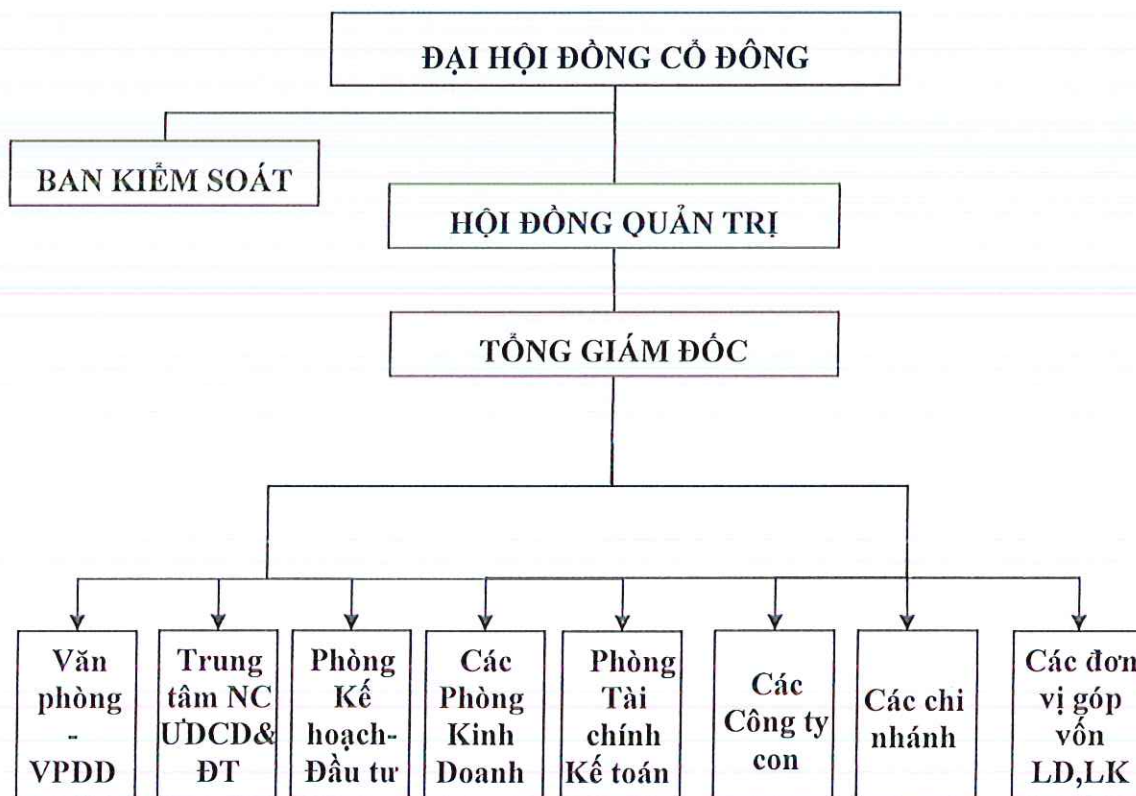 ĐẠI HỘI ĐỒNG CỔ ĐÔNG
BAN KIỂM SOÁT
HỘI ĐỒNG QUẢN TRỊ
TỔNG GIÁM ĐỐC
Văn
phòng
-
VPDD
Trung
tâm NC
ƯDCD&
ĐT
Phòng
Kế
hoạch-
Đầu tư
Các
Phòng
Kinh
Doanh
Phòng
Tài
chính
Kế toán
Các
Công ty
con
Các chi
nhánh
Các đơn
vị góp
vốn
LD,LK